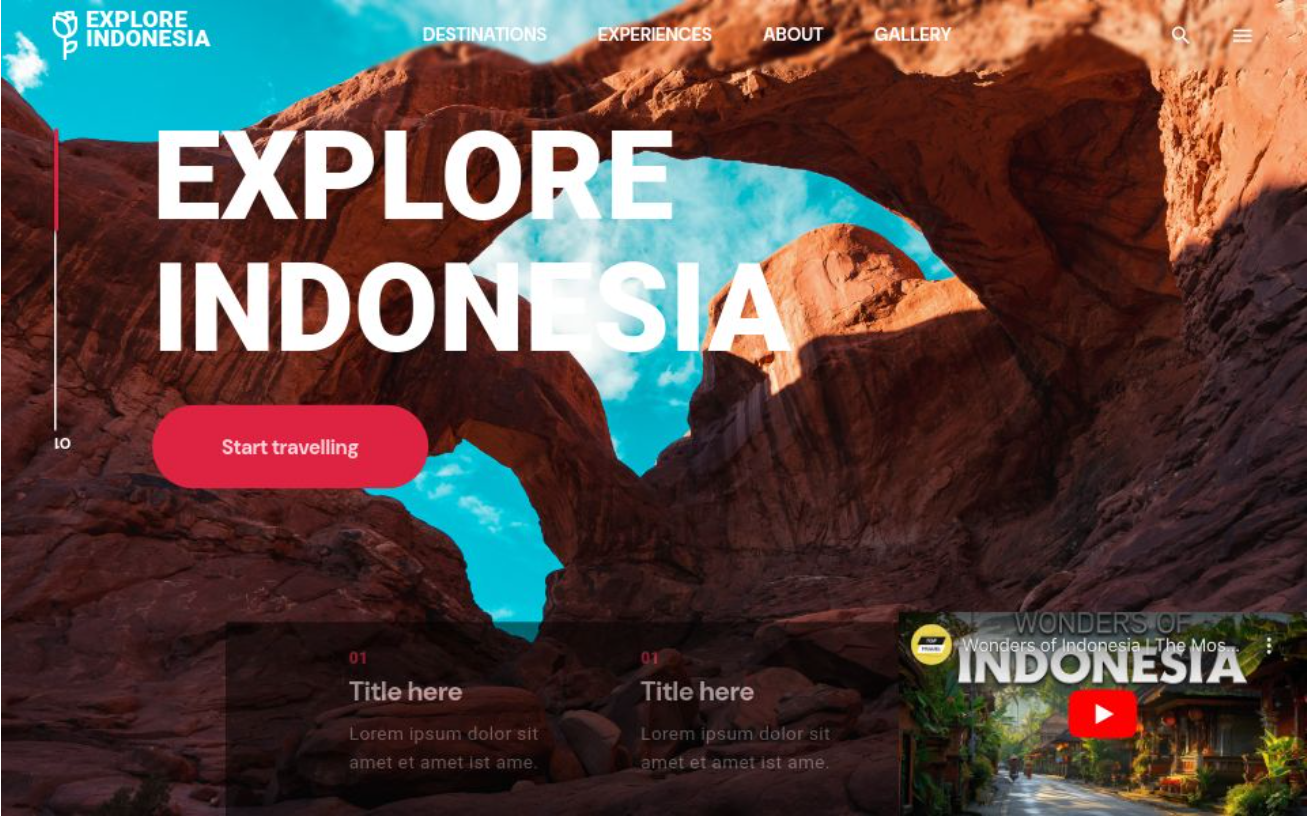 EXPLORE
INDONESIA
DESTINATIONS
EXPERIENCES
ABOUT
GALLERY
EXPLORE
INDONESIA
01
Start travelling
01
Title here
Lorem ipsum dolor sit
amet et amet ist ame.
01
Title here
Lorem ipsum dolor sit
amet et amet ist ame.
WONDERS OF
Wonders of Indonesia | The Mos...
INDONESIA
TOP
TRAVEL